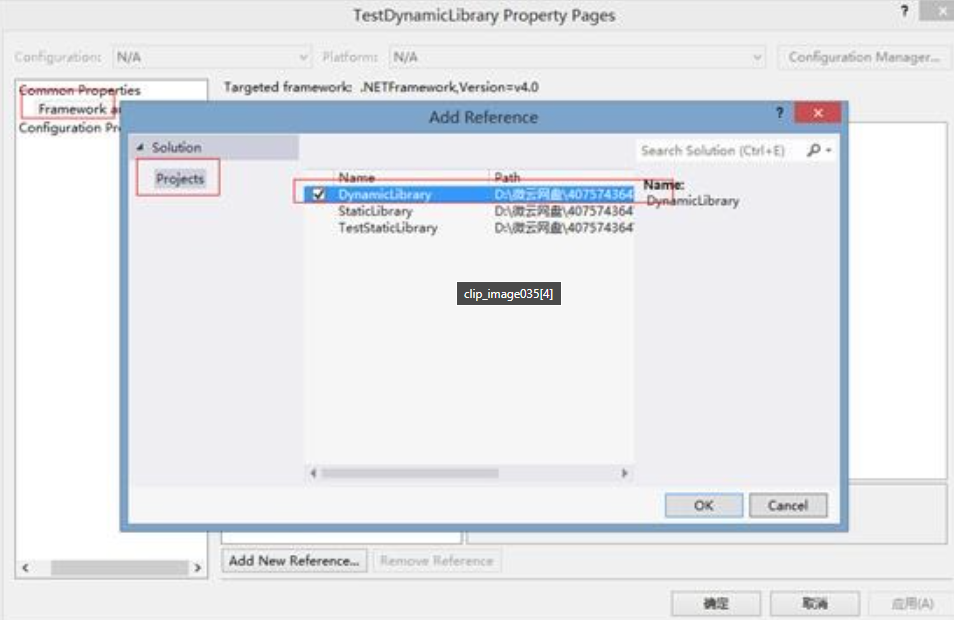 TestDynamicLibrary Property Pages
?
Configuration: N/A
Platform: N/A
Configuration Manager...
Common Properties
Framework a
Configuration Pr
Targeted framework: .NETFramework,Version=v4.0
Add Reference
?
Solution
Search Solution (Ctrl+E)
Projects
Name Path
DynamicLibrary D:\微云网盘\407574364
StaticLibrary D:\微云网盘\407574364
TestStaticLibrary D:\微云网盘\407574364
Name:
DynamicLibrary
clip_image035[4]
OK Cancel
Add New Reference... Remove Reference
确定 取消 应用(A)